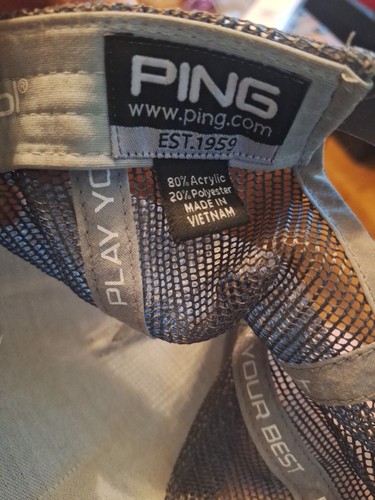 PING
www.ping.com
EST.1959
80% Acrylic
20% Polyester
MADE IN
VIETNAM
PLAY YO
YOUR BEST